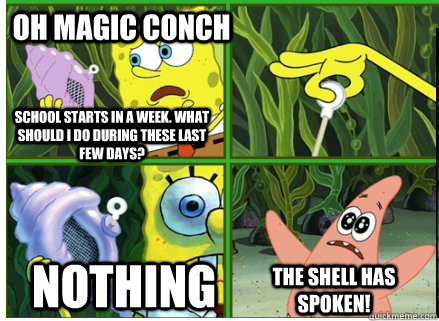 OH MAGIC CONCH
SCHOOL STARTS IN A WEEK. WHAT
SHOULD I DO DURING THESE LAST
FEW DAYS?
NOTHING
THE SHELL HAS
SPOKEN!
quickmeme.com